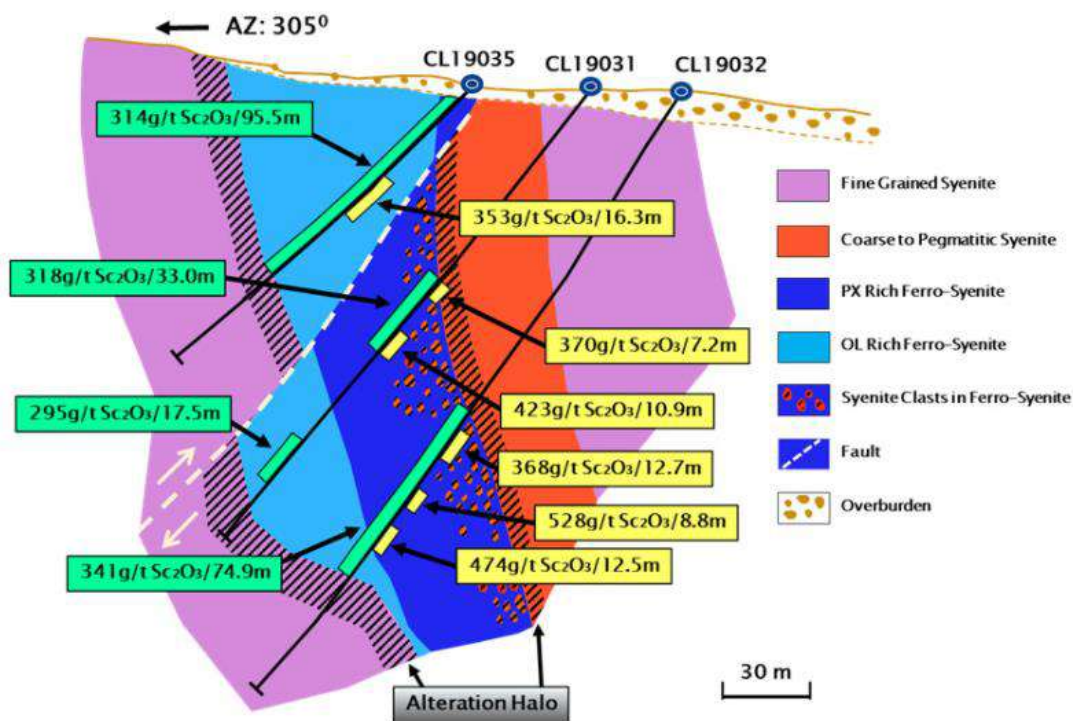 AZ: 305⁰
CL19035
CL19031
CL19032
314g/t Sc₂O₃/95.5m
353g/t Sc₂O₃/16.3m
318g/t Sc₂O₃/33.0m
370g/t Sc₂O₃/7.2m
423g/t Sc₂O₃/10.9m
295g/t Sc₂O₃/17.5m
368g/t Sc₂O₃/12.7m
528g/t Sc₂O₃/8.8m
474g/t Sc₂O₃/12.5m
341g/t Sc₂O₃/74.9m
Alteration Halo
30 m
Fine Grained Syenite
Coarse to Pegmatitic Syenite
PX Rich Ferro-Syenite
OL Rich Ferro-Syenite
Syenite Clasts in Ferro-Syenite
Fault
Overburden